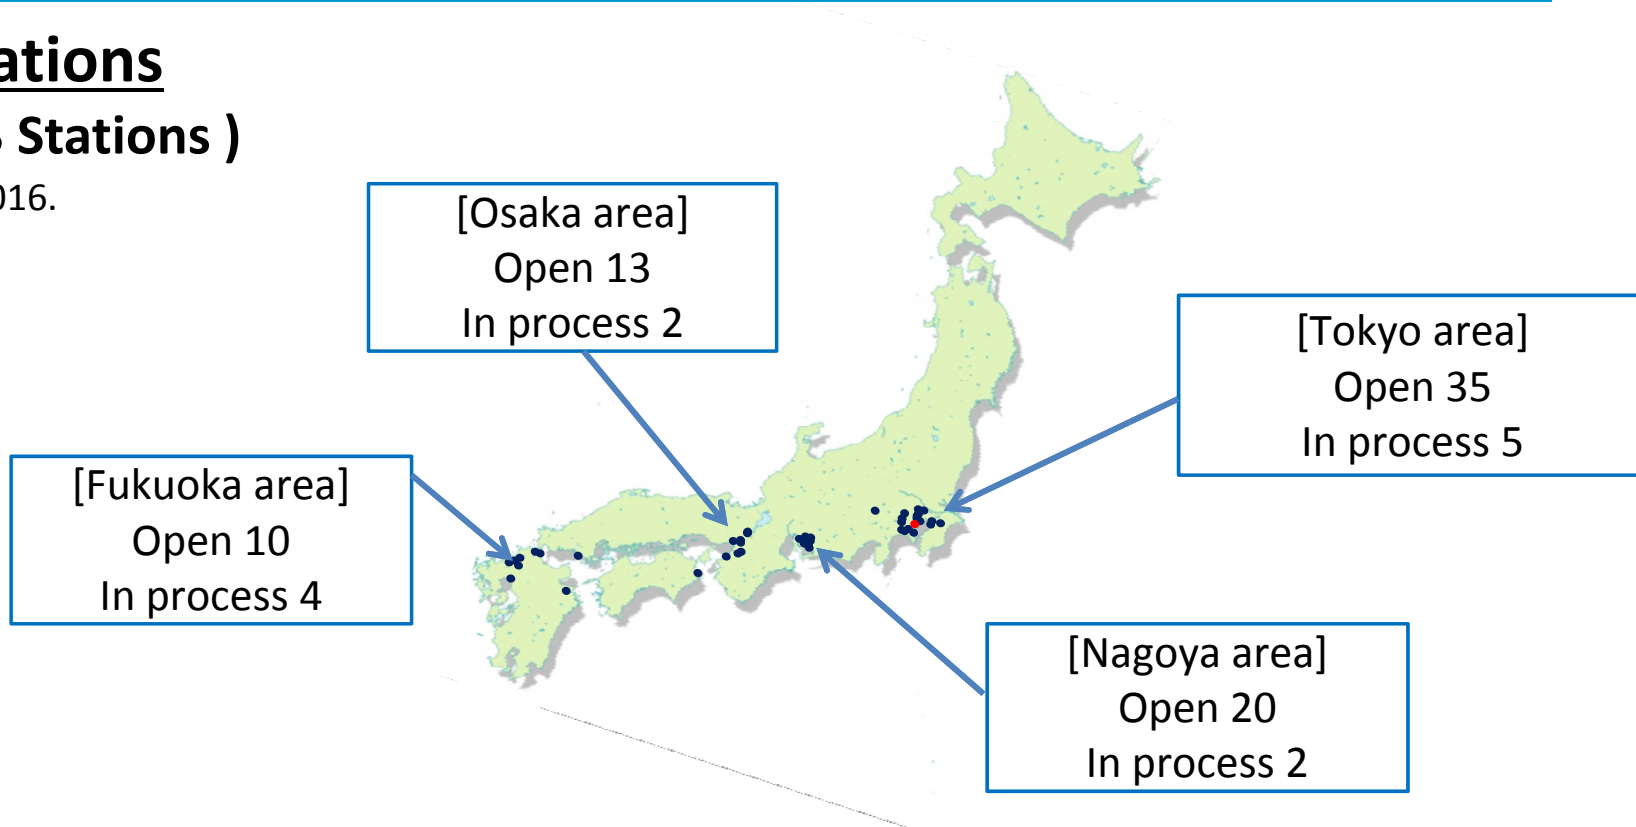 ations
Stations )
016.
[Osaka area]
Open 13
In process 2
[Tokyo area]
Open 35
In process 5
[Fukuoka area]
Open 10
In process 4
[Nagoya area]
Open 20
In process 2